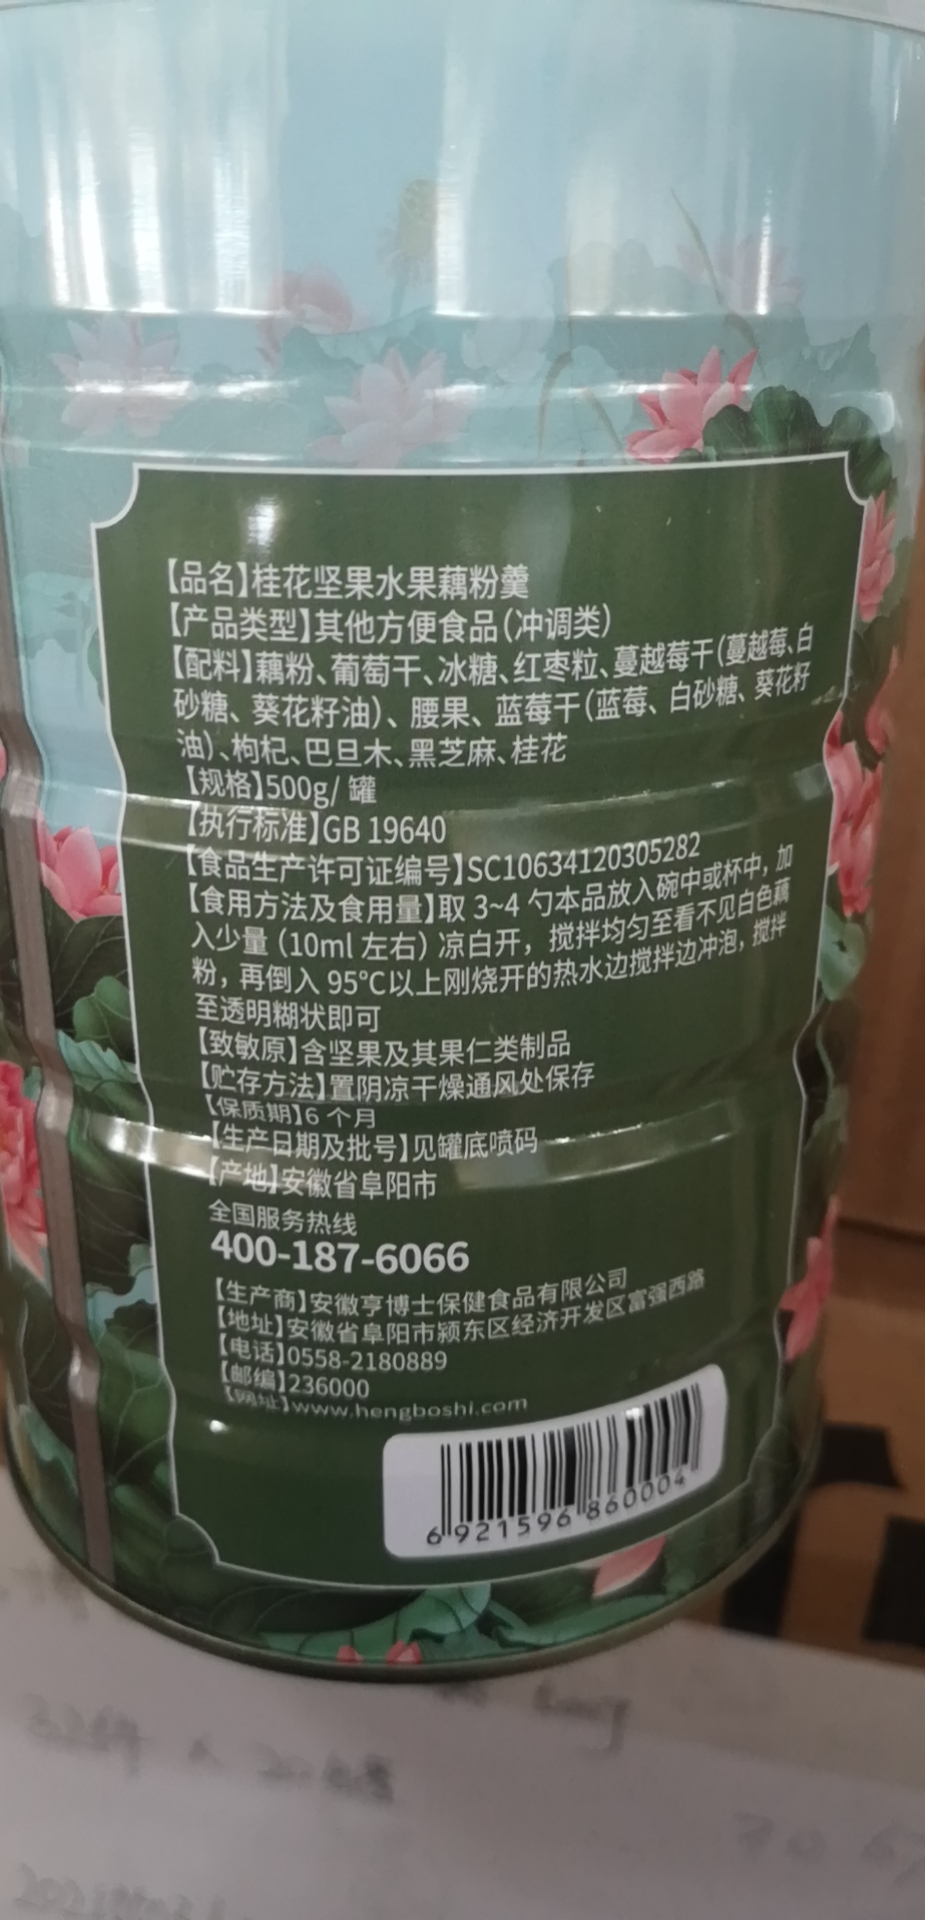 【品名】桂花坚果水果藕粉羹
【产品类型】其他方便食品(冲调类)
【配料】藕粉、葡萄干、冰糖、红枣粒、蔓越莓干(蔓越莓、白
砂糖、葵花籽油)、腰果、蓝莓干(蓝莓、白砂糖、葵花籽
油)、枸杞、巴旦木、黑芝麻、桂花
【规格】500g/ 罐
【执行标准】GB 19640
【食品生产许可证编号】SC10634120305282
【食用方法及食用量】取 3~4 勺本品放入碗中或杯中，加
入少量 (10ml 左右) 凉白开，搅拌均匀至看不见白色藕
粉，再倒入 95℃以上刚烧开的热水边搅拌边冲泡，搅拌
至透明糊状即可
【致敏原】含坚果及其果仁类制品
【贮存方法】置阴凉干燥通风处保存
【保质期】6 个月
【生产日期及批号】见罐底喷码
【产地】安徽省阜阳市
全国服务热线
400-187-6066
【生产商】安徽亨博士保健食品有限公司
【地址】安徽省阜阳市颍东区经济开发区富强西路
【电话】0558-2180889
【邮编】236000
【网址】www.hengboshi.com
6 921596 860004